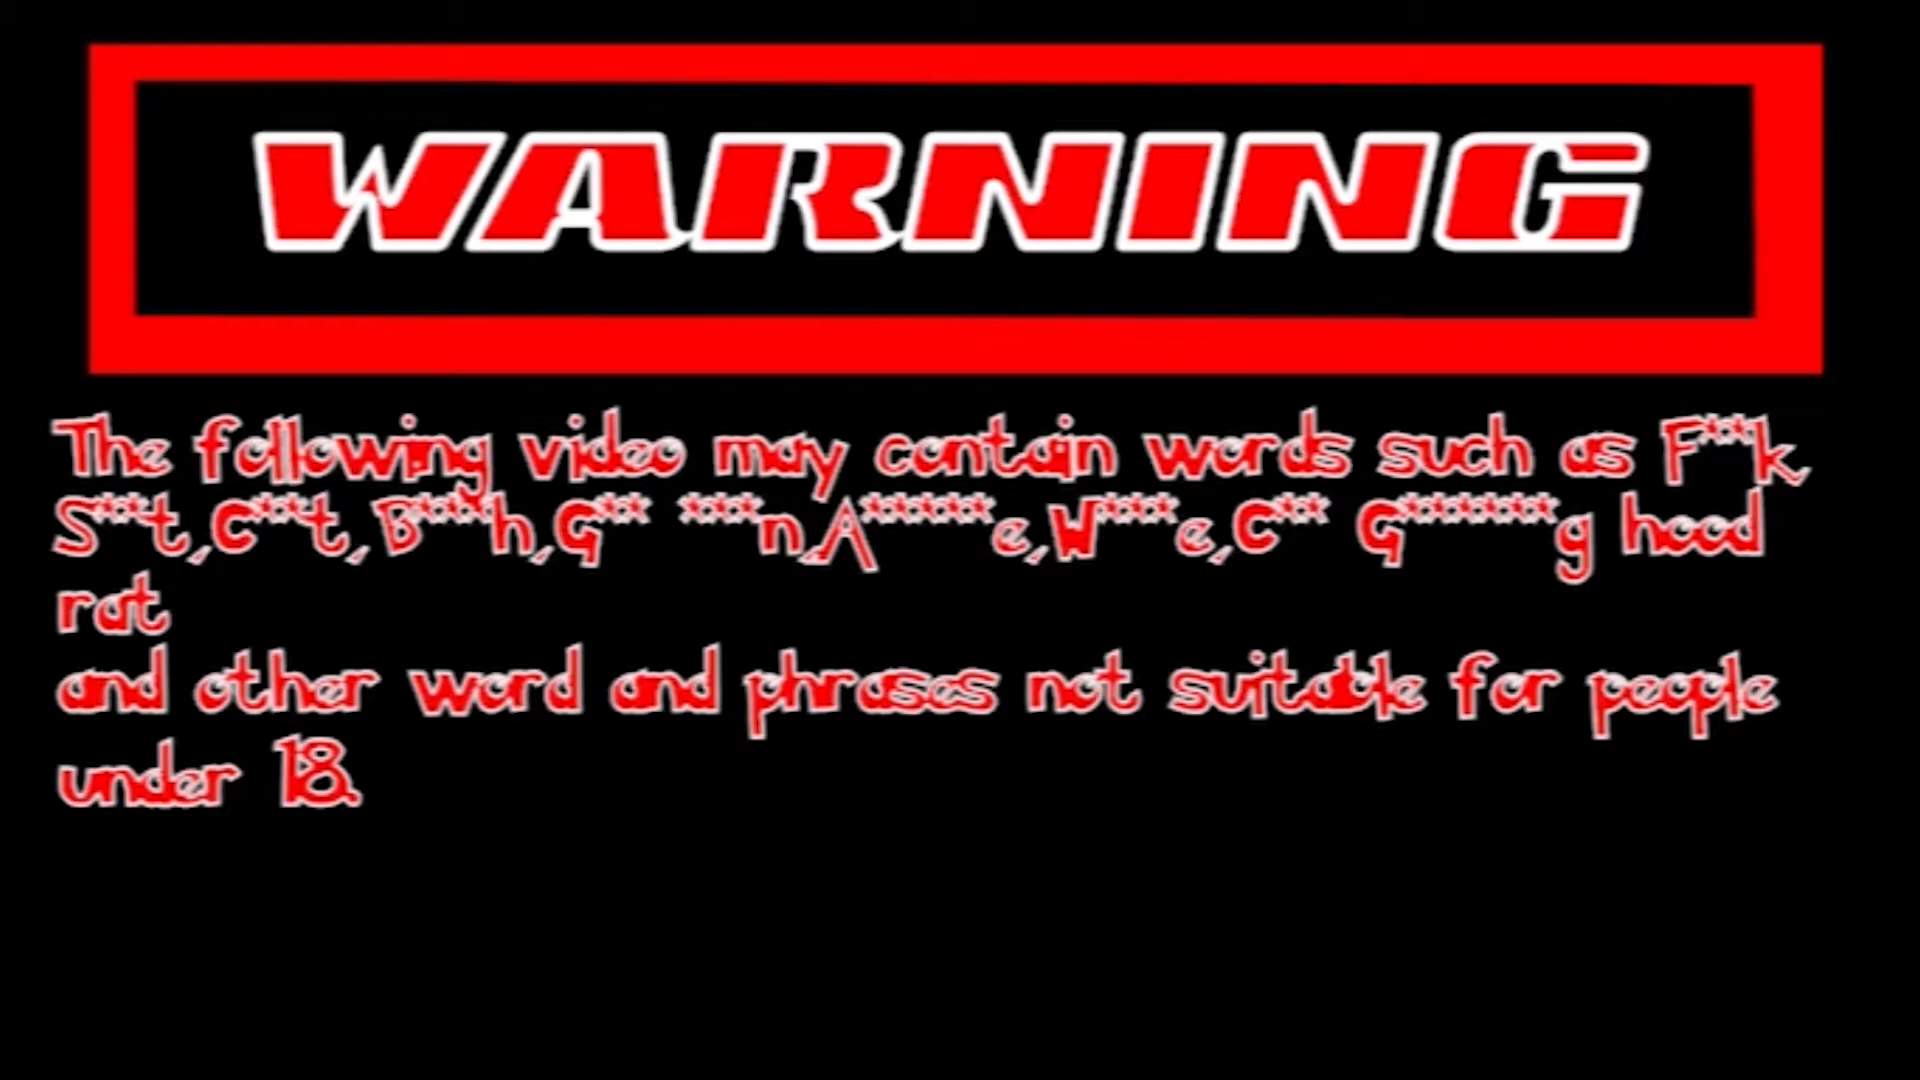 WARNING
The following video may contain words such as F***k,
S***t,C***t, B****h,G** ****n,A*******e,W****e,C** G********g hood
rat
and other word and phrases not suitable for people
under 18.